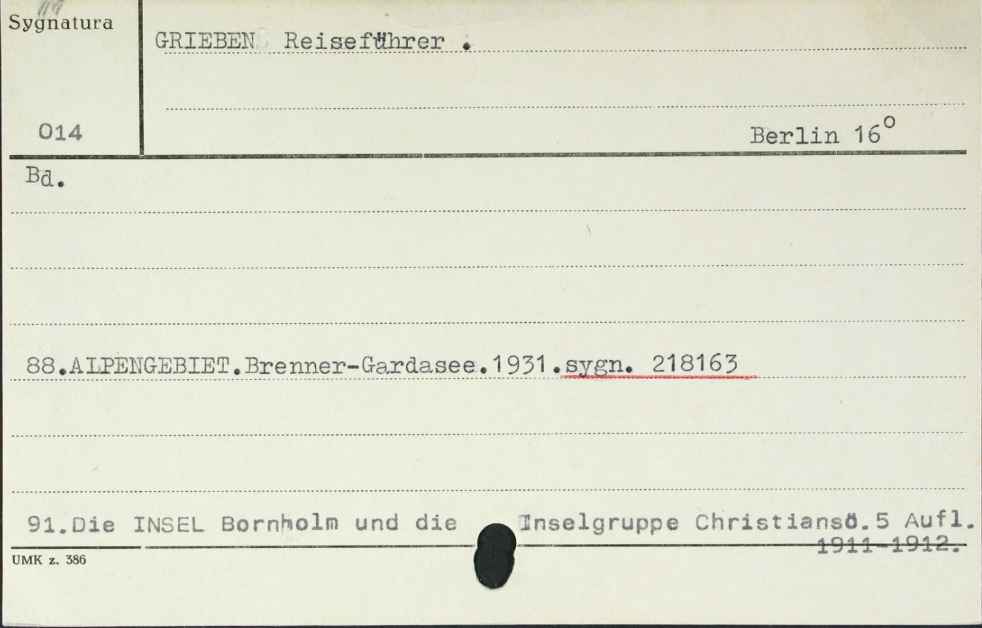 Sygnatura
GRIEBEN Reiseführer .
014
Berlin 16°
Bd.
88.ALPENGEBIET.Brenner-Gardasee.1931.sygn. 218163
91.Die INSEL Bornholm und die Inselgruppe Christiansö.5 Aufl.
1911-1912.
UMK z. 386